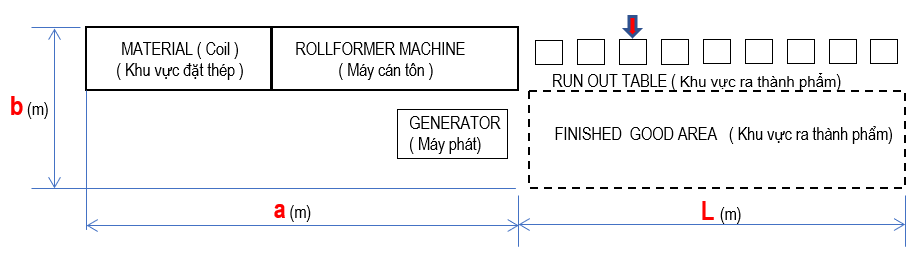 MATERIAL ( Coil )
( Khu vực đặt thép )
ROLLFORMER MACHINE
( Máy cán tôn )
RUN OUT TABLE ( Khu vực ra thành phẩm)
b (m)
GENERATOR
( Máy phát)
FINISHED GOOD AREA ( Khu vực ra thành phẩm)
a (m)
L (m)